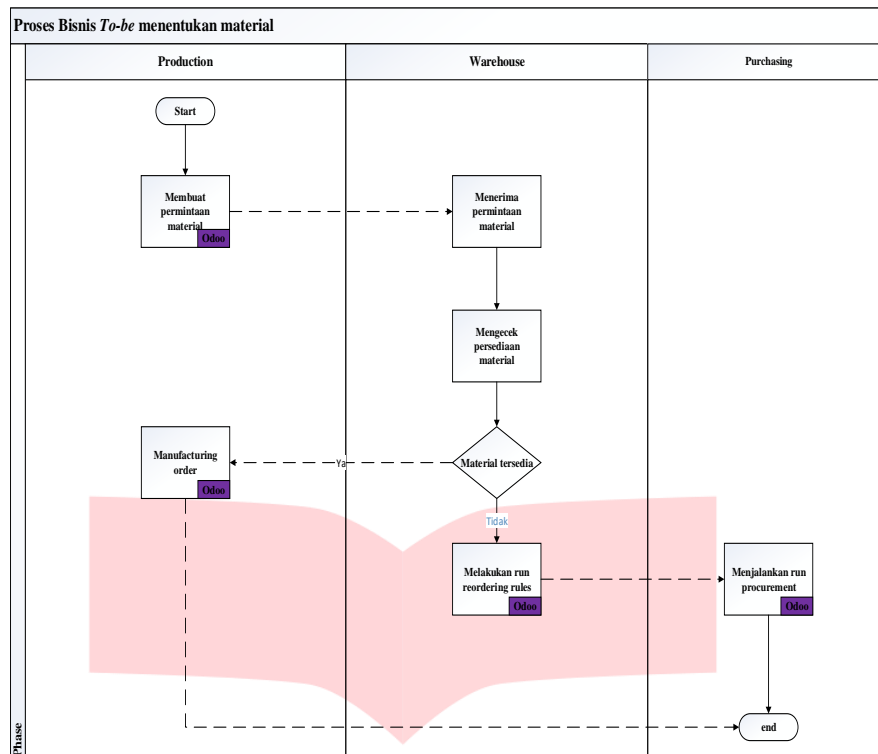 Proses Bisnis To-be menentukan material
Production
Warehouse
Purchasing
Start
Membuat
permintaan
material
Odoo
Menerima
permintaan
material
Mengecek
persediaan
material
Manufacturing
order
Odoo
Ya
Material tersedia
Tidak
Melakukan run
reordering rules
Odoo
Menjalankan run
procurement
Odoo
end
Phase